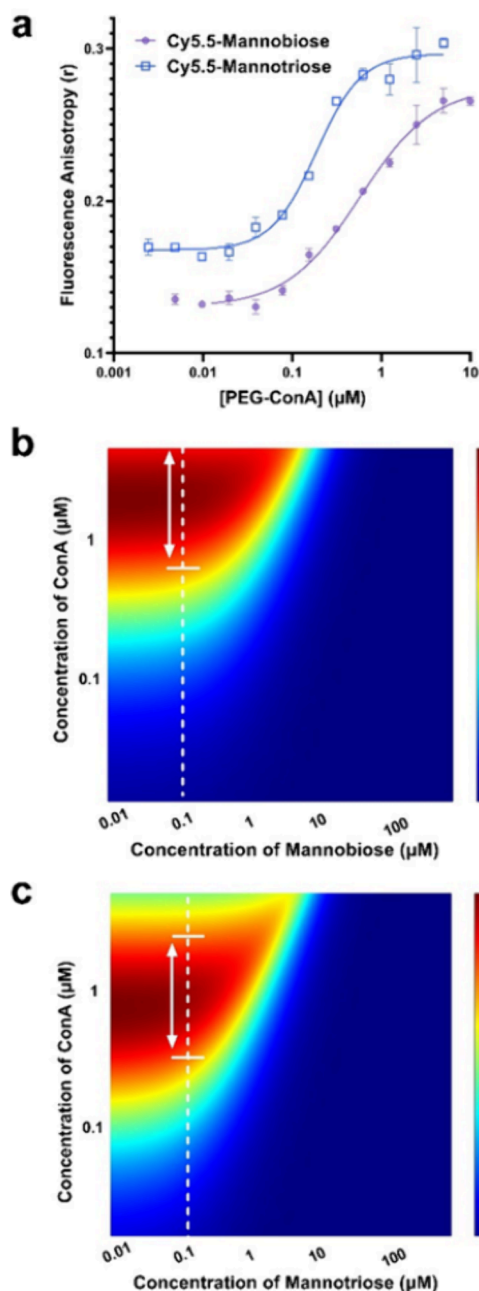 a
Cy5.5-Mannobiose
Cy5.5-Mannotriose
Fluorescence Anisotropy (r)
0.3
0.2
0.1
0.001
0.01
0.1
1
10
[PEG-ConA] (µM)
b
Concentration of ConA (µM)
1
0.1
0.01
0.1
1
10
100
Concentration of Mannobiose (µM)
c
Concentration of ConA (µM)
1
0.1
0.01
0.1
1
10
100
Concentration of Mannotriose (µM)